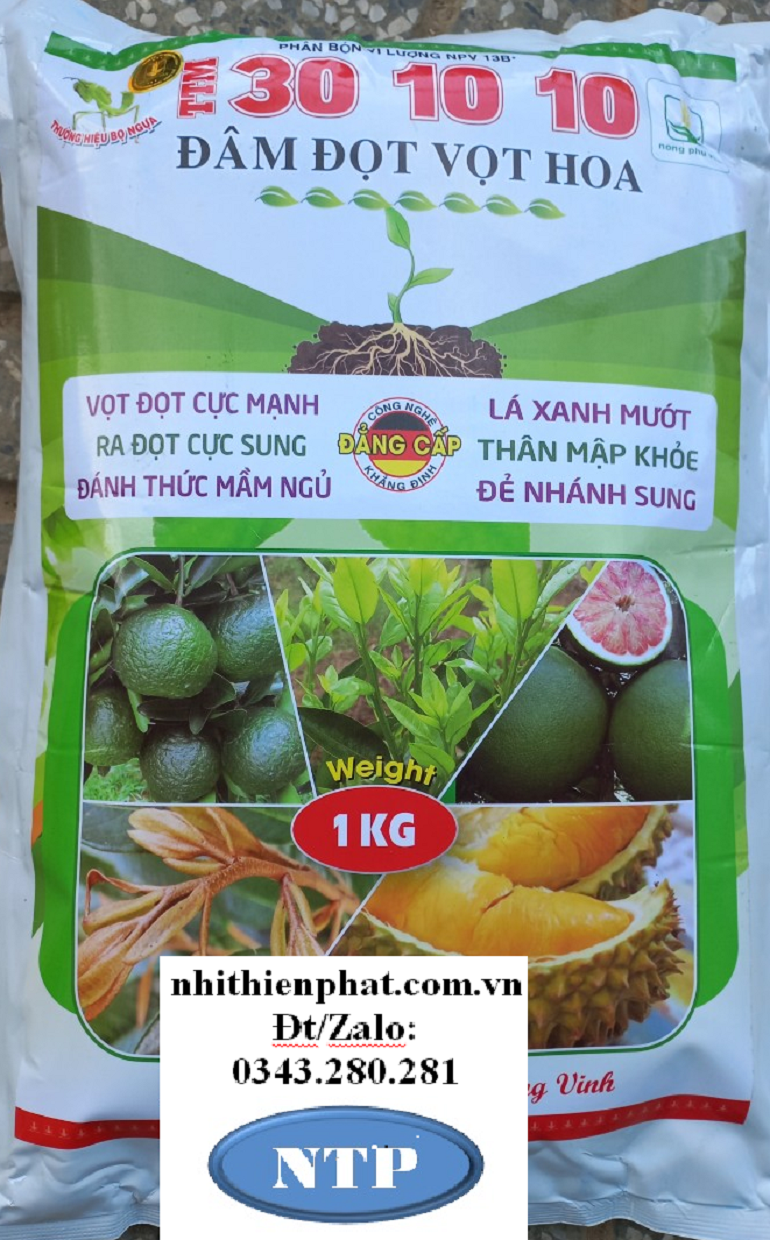 PHÂN BÓN VI LƯỢNG NPV 13B
TIM
30 10 10
THƯƠNG HIỆU BỌ NGỰA
nông phú
ĐÂM ĐỌT VỌT HOA
VỌT ĐỌT CỰC MẠNH
RA ĐỌT CỰC SUNG
ĐÁNH THỨC MẦM NGỦ
CÔNG NGHỆ
ĐẲNG CẤP
KHẲNG ĐỊNH
LÁ XANH MƯỚT
THÂN MẬP KHỎE
ĐẺ NHÁNH SUNG
Weight
1 KG
nhithienphat.com.vn
Đt/Zalo:
0343.280.281
NTP
g Vinh